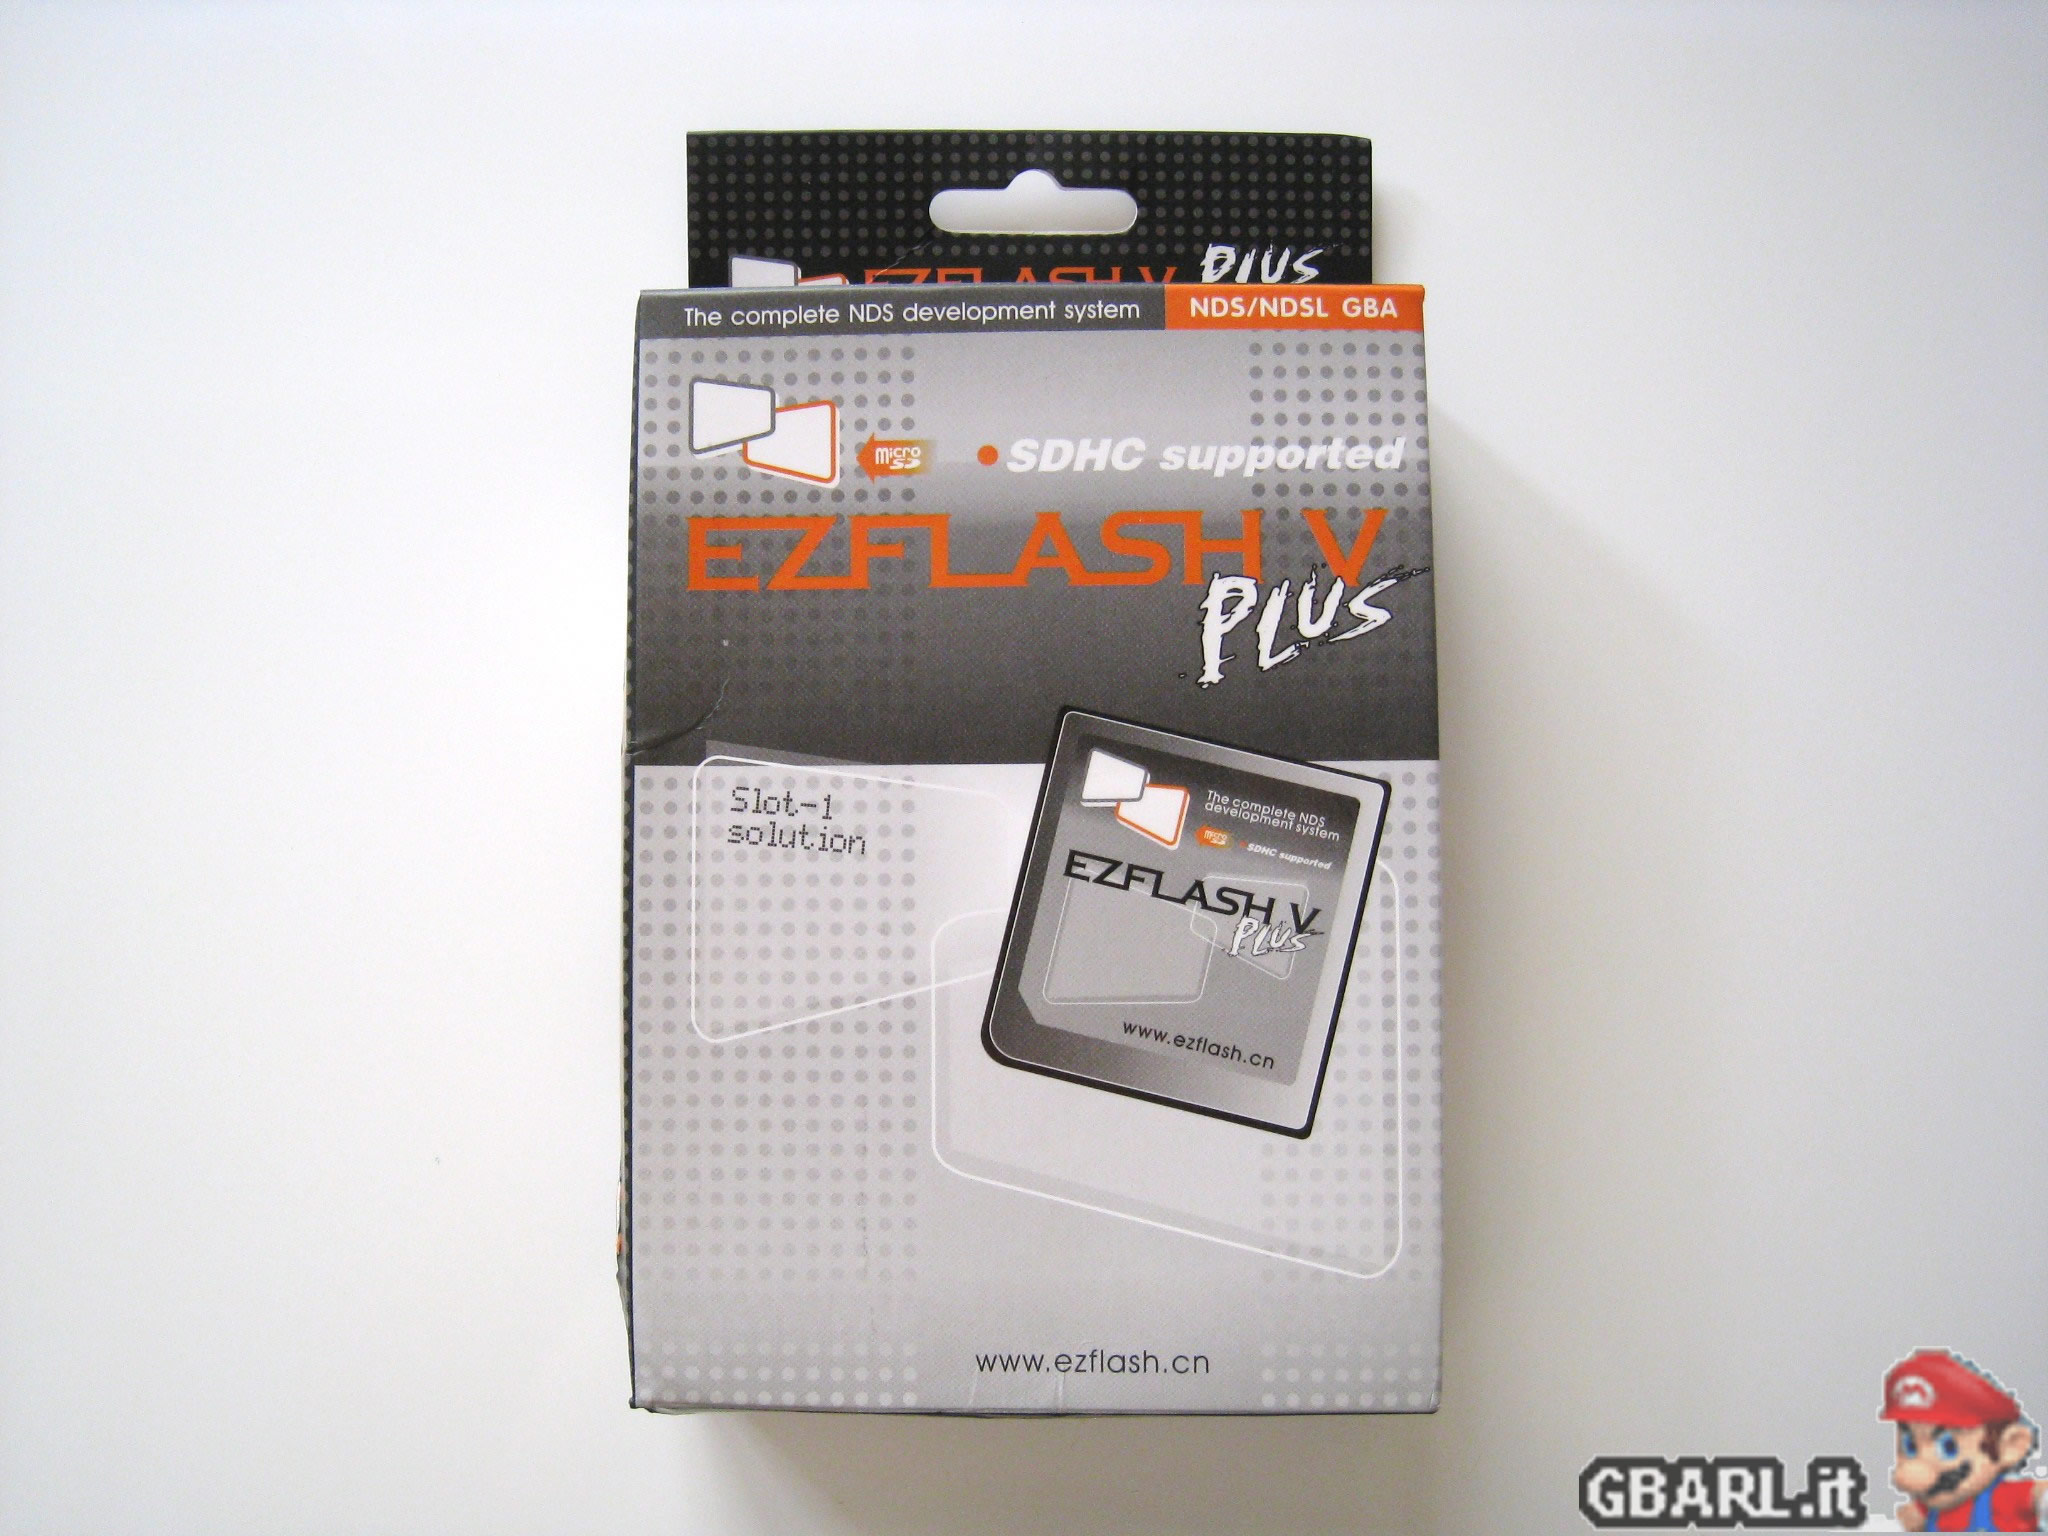 EZFLASH V PLUS
The complete NDS development system
NDS/NDSL GBA
micro SD
• SDHC supported
EZFLASH V
PLUS
Slot-1
solution
The complete NDS
development system
micro SD
• SDHC supported
EZFLASH V
PLUS
www.ezflash.cn
www.ezflash.cn
GBARL.it